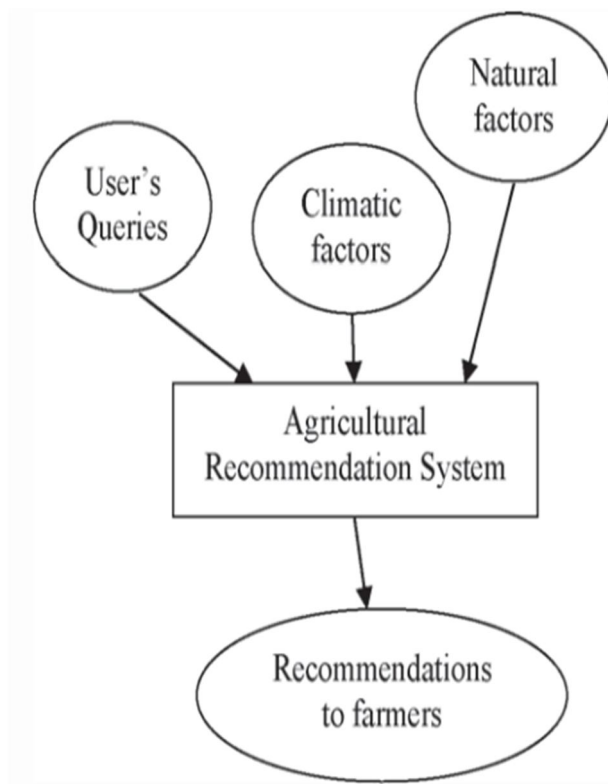 Natural
factors
User’s
Queries
Climatic
factors
Agricultural
Recommendation System
Recommendations
to farmers